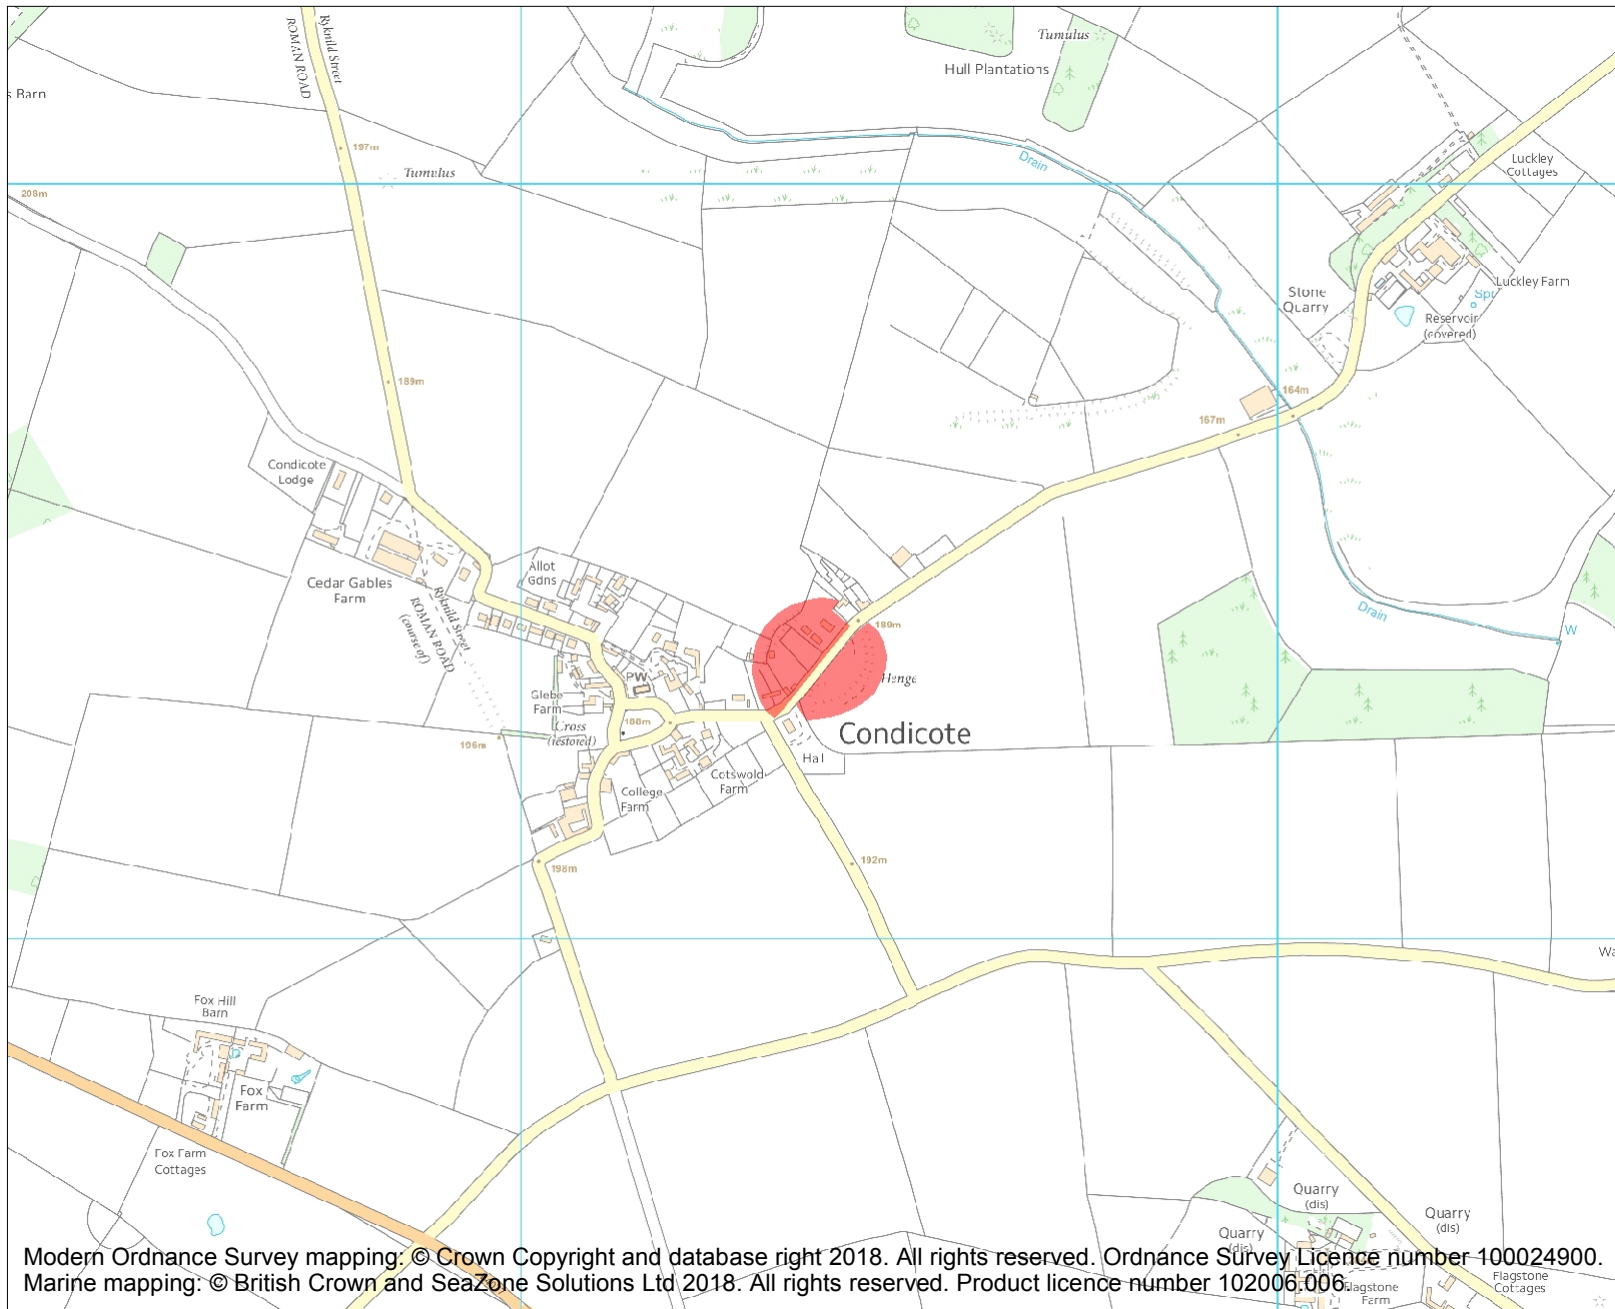 Ryknild Street
ROMAN ROAD
Tumulus
Hull Plantations
s Barn
197m
Tumulus
208m
Drain
Luckley
Cottages
Luckley Farm
Stone
Quarry
Spr
Reservoir
(covered)
189m
164m
167m
Condicote
Lodge
Allot
Gdns
Cedar Gables
Farm
Ryknild Street
ROMAN ROAD
(course of)
180m
Drain
W
PW
Henge
Glebe
Farm
188m
Cross
(restored)
196m
Condicote
Hall
Cotswold
Farm
College
Farm
198m
192m
Wa
Fox Hill
Barn
Fox
Farm
Fox Farm
Cottages
Quarry
(dis)
Quarry
(dis)
Quarry
(dis)
Modern Ordnance Survey mapping: © Crown Copyright and database right 2018. All rights reserved. Ordnance Survey Licence number 100024900.
Marine mapping: © British Crown and SeaZone Solutions Ltd 2018. All rights reserved. Product licence number 102006.006.
Flagstone
Farm
Flagstone
Cottages